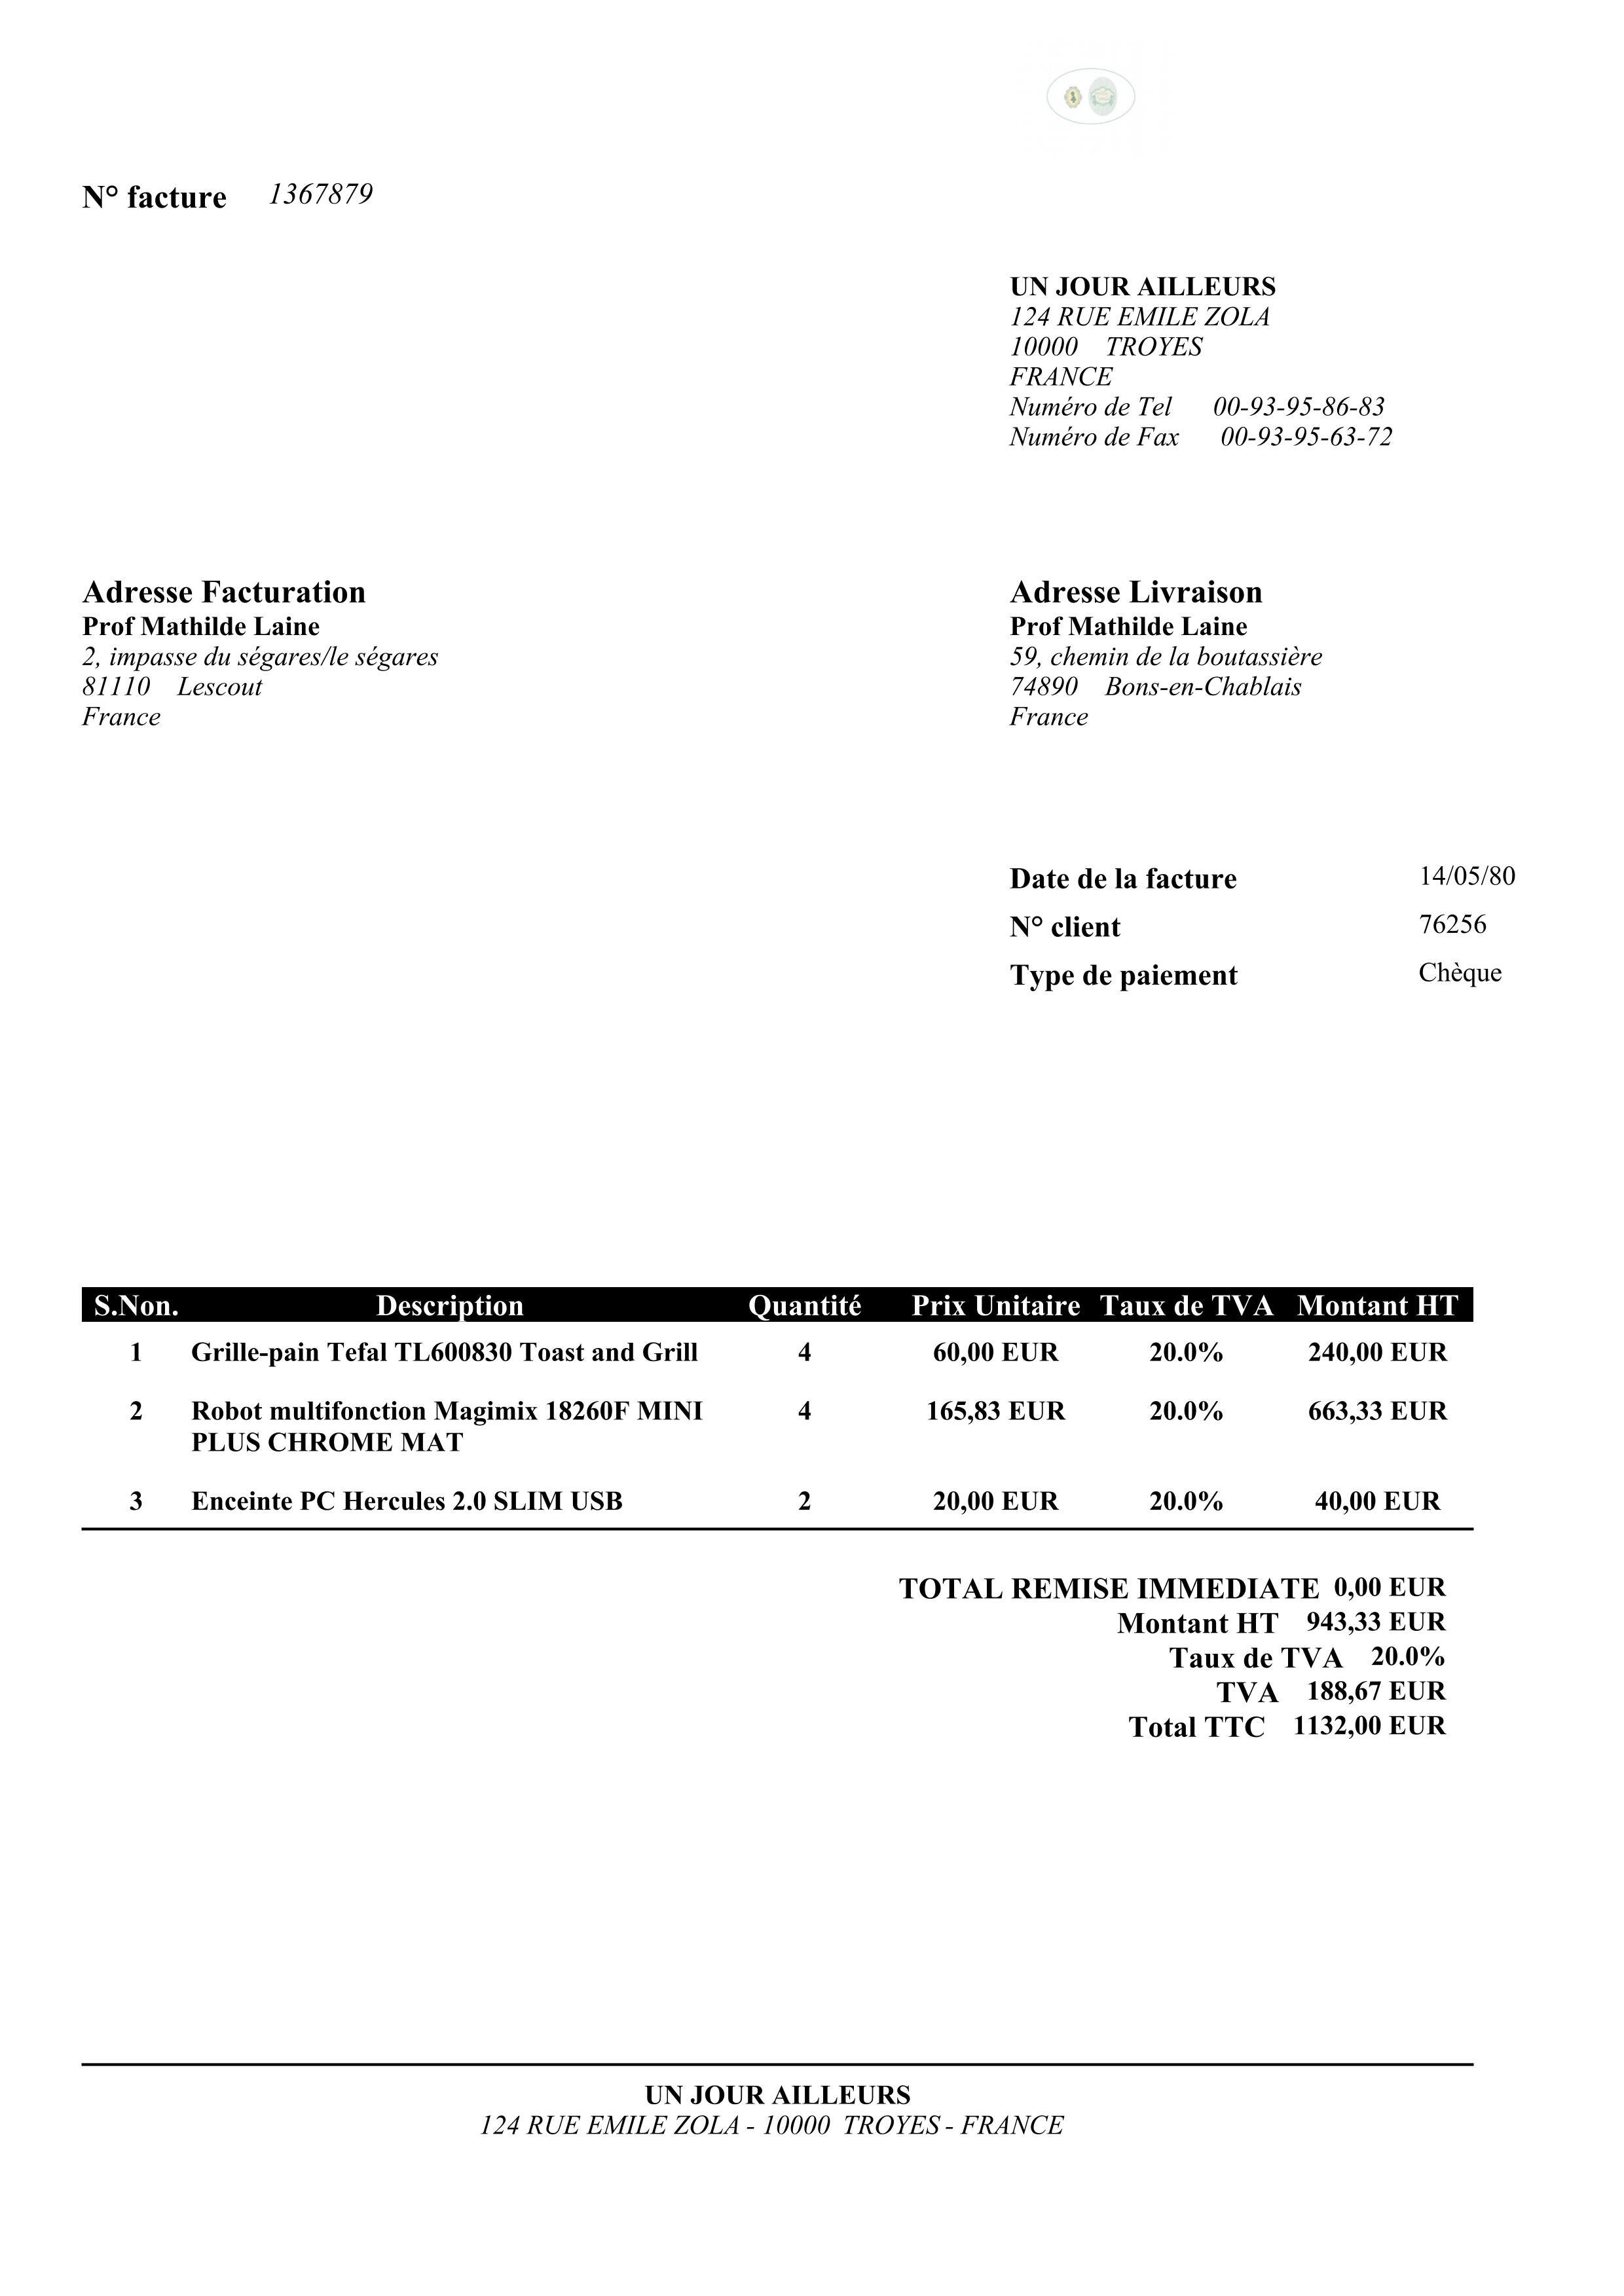 N° facture 1367879
UN JOUR AILLEURS
124 RUE EMILE ZOLA
10000 TROYES
FRANCE
Numéro de Tel 00-93-95-86-83
Numéro de Fax 00-93-95-63-72
Adresse Facturation
Prof Mathilde Laine
2, impasse du ségares/le ségares
81110 Lescout
France
Adresse Livraison
Prof Mathilde Laine
59, chemin de la boutassière
74890 Bons-en-Chablais
France
Date de la facture 14/05/80
N° client 76256
Type de paiement Chèque
S.Non. Description Quantité Prix Unitaire Taux de TVA Montant HT
1 Grille-pain Tefal TL600830 Toast and Grill 4 60,00 EUR 20.0% 240,00 EUR
2 Robot multifonction Magimix 18260F MINI 4 165,83 EUR 20.0% 663,33 EUR
PLUS CHROME MAT
3 Enceinte PC Hercules 2.0 SLIM USB 2 20,00 EUR 20.0% 40,00 EUR
TOTAL REMISE IMMEDIATE 0,00 EUR
Montant HT 943,33 EUR
Taux de TVA 20.0%
TVA 188,67 EUR
Total TTC 1132,00 EUR
UN JOUR AILLEURS
124 RUE EMILE ZOLA - 10000 TROYES - FRANCE